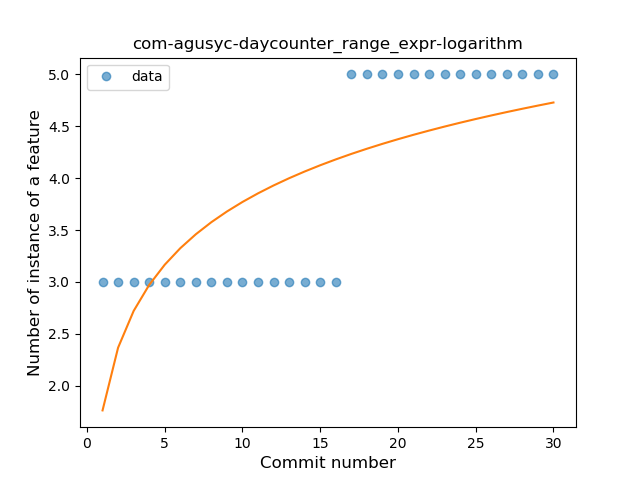 com-agusyc-daycounter_range_expr-logarithm
data
Number of instance of a feature
5.0
4.5
4.0
3.5
3.0
2.5
2.0
0 5 10 15 20 25 30
Commit number